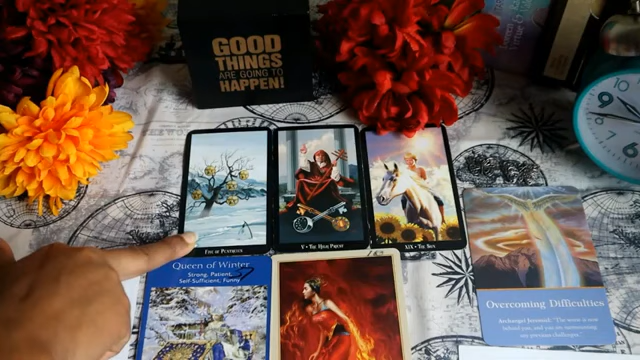 GOOD
THINGS
ARE GOING TO
HAPPEN!
9
FIVE OF PENTACLES
V • THE HIGH PRIEST
XIX • THE SUN
Queen of Winter
Strong, Patient,
Self-Sufficient, Funny
Overcoming Difficulties
Archangel Jeremiel: "The worst is now
behind you, and you are surmounting
any previous challenges."